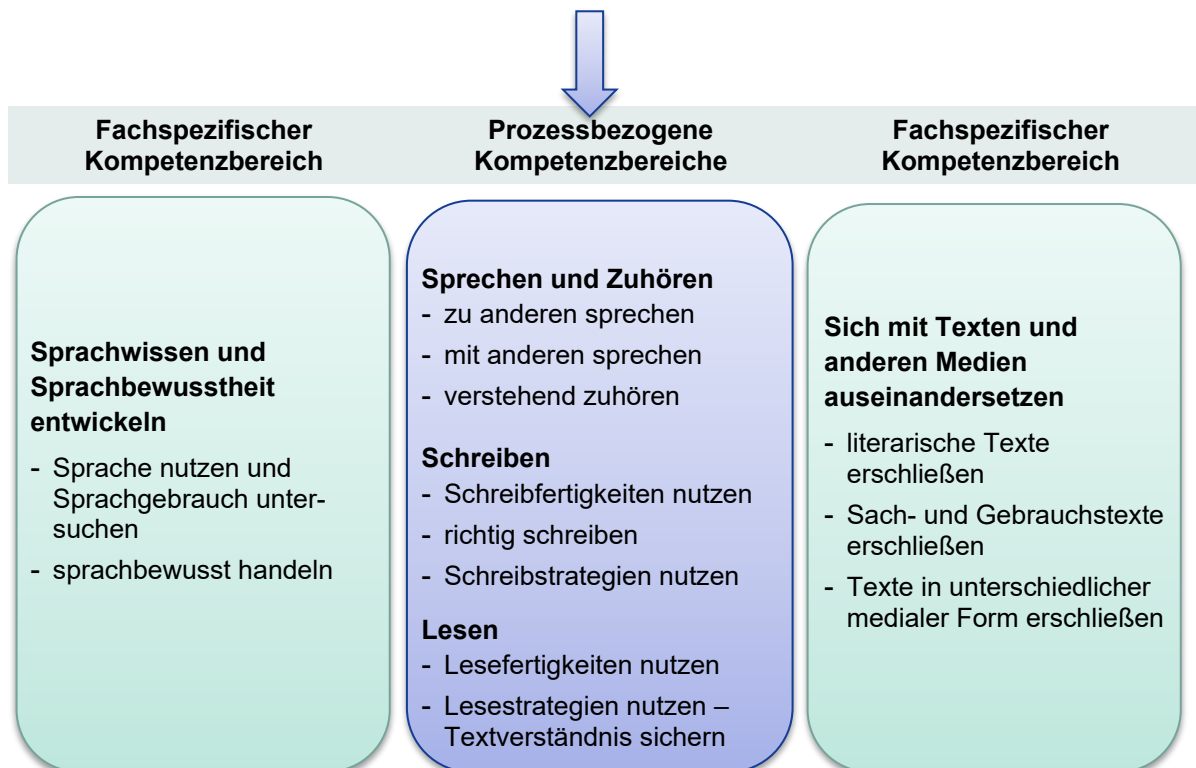 Fachspezifischer
Kompetenzbereich
Prozessbezogene
Kompetenzbereiche
Fachspezifischer
Kompetenzbereich
Sprachwissen und
Sprachbewusstheit
entwickeln
- Sprache nutzen und
Sprachgebrauch unter-
suchen
- sprachbewusst handeln
Sprechen und Zuhören
- zu anderen sprechen
- mit anderen sprechen
- verstehend zuhören
Schreiben
- Schreibfertigkeiten nutzen
- richtig schreiben
- Schreibstrategien nutzen
Lesen
- Lesefertigkeiten nutzen
- Lesestrategien nutzen –
Textverständnis sichern
Sich mit Texten und
anderen Medien
auseinandersetzen
- literarische Texte
erschließen
- Sach- und Gebrauchstexte
erschließen
- Texte in unterschiedlicher
medialer Form erschließen